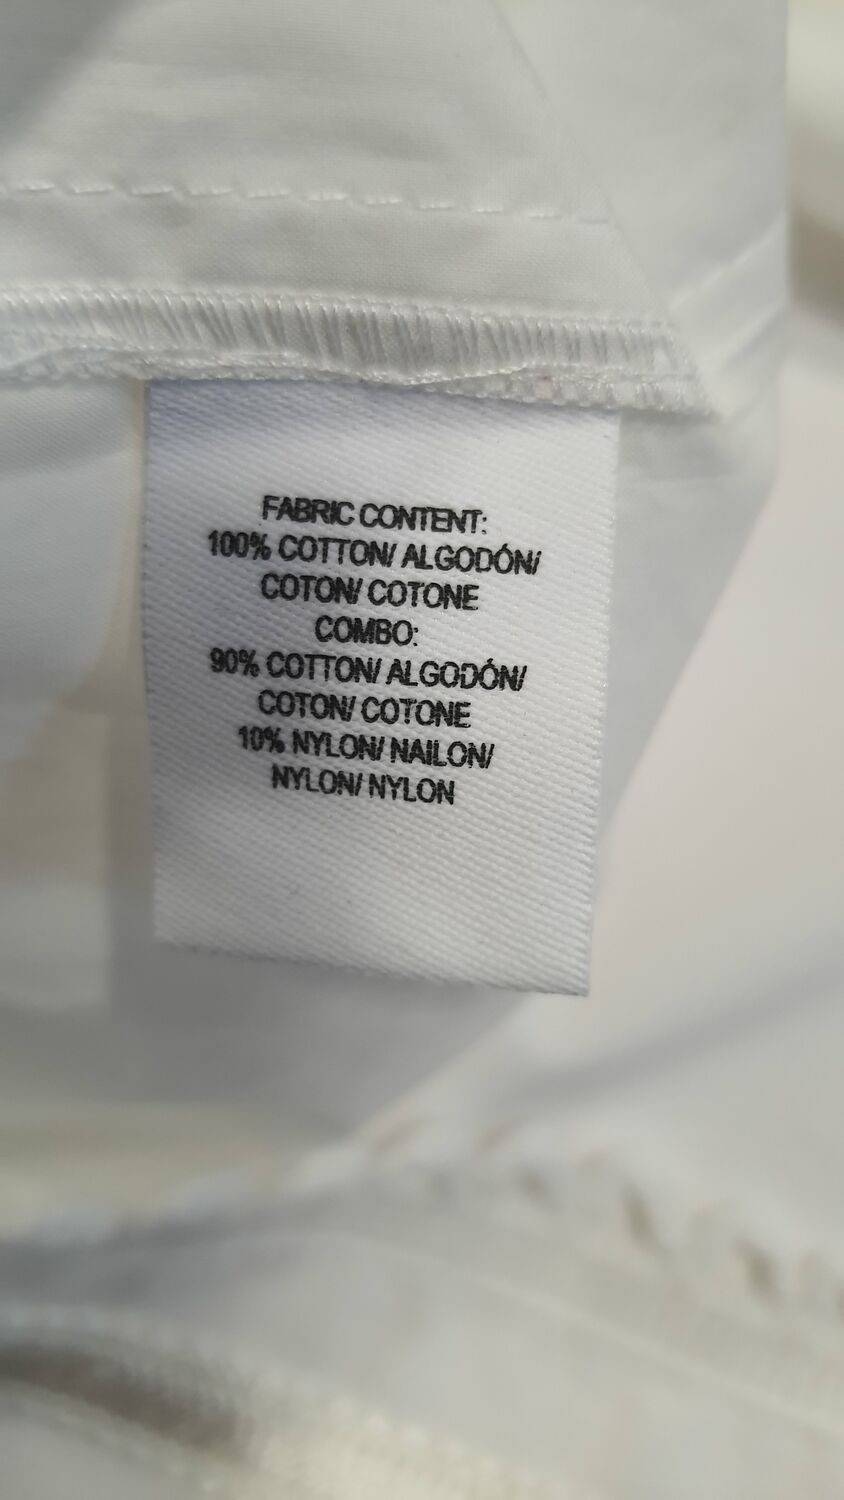 FABRIC CONTENT:
100% COTTON/ ALGODÓN/
COTON/ COTONE
COMBO:
90% COTTON/ ALGODÓN/
COTON/ COTONE
10% NYLON/ NAILON/
NYLON/ NYLON